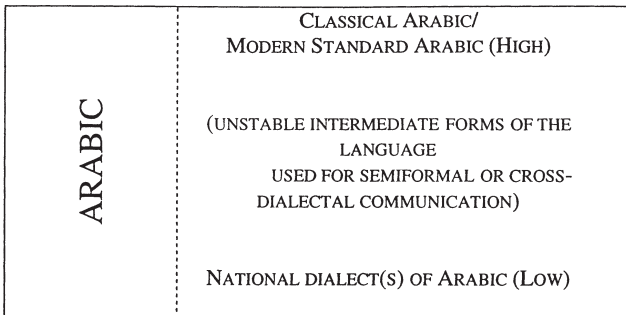 ARABIC
CLASSICAL ARABIC/
MODERN STANDARD ARABIC (HIGH)
(UNSTABLE INTERMEDIATE FORMS OF THE
LANGUAGE
USED FOR SEMIFORMAL OR CROSS-
DIALECTAL COMMUNICATION)
NATIONAL DIALECT(S) OF ARABIC (LOW)